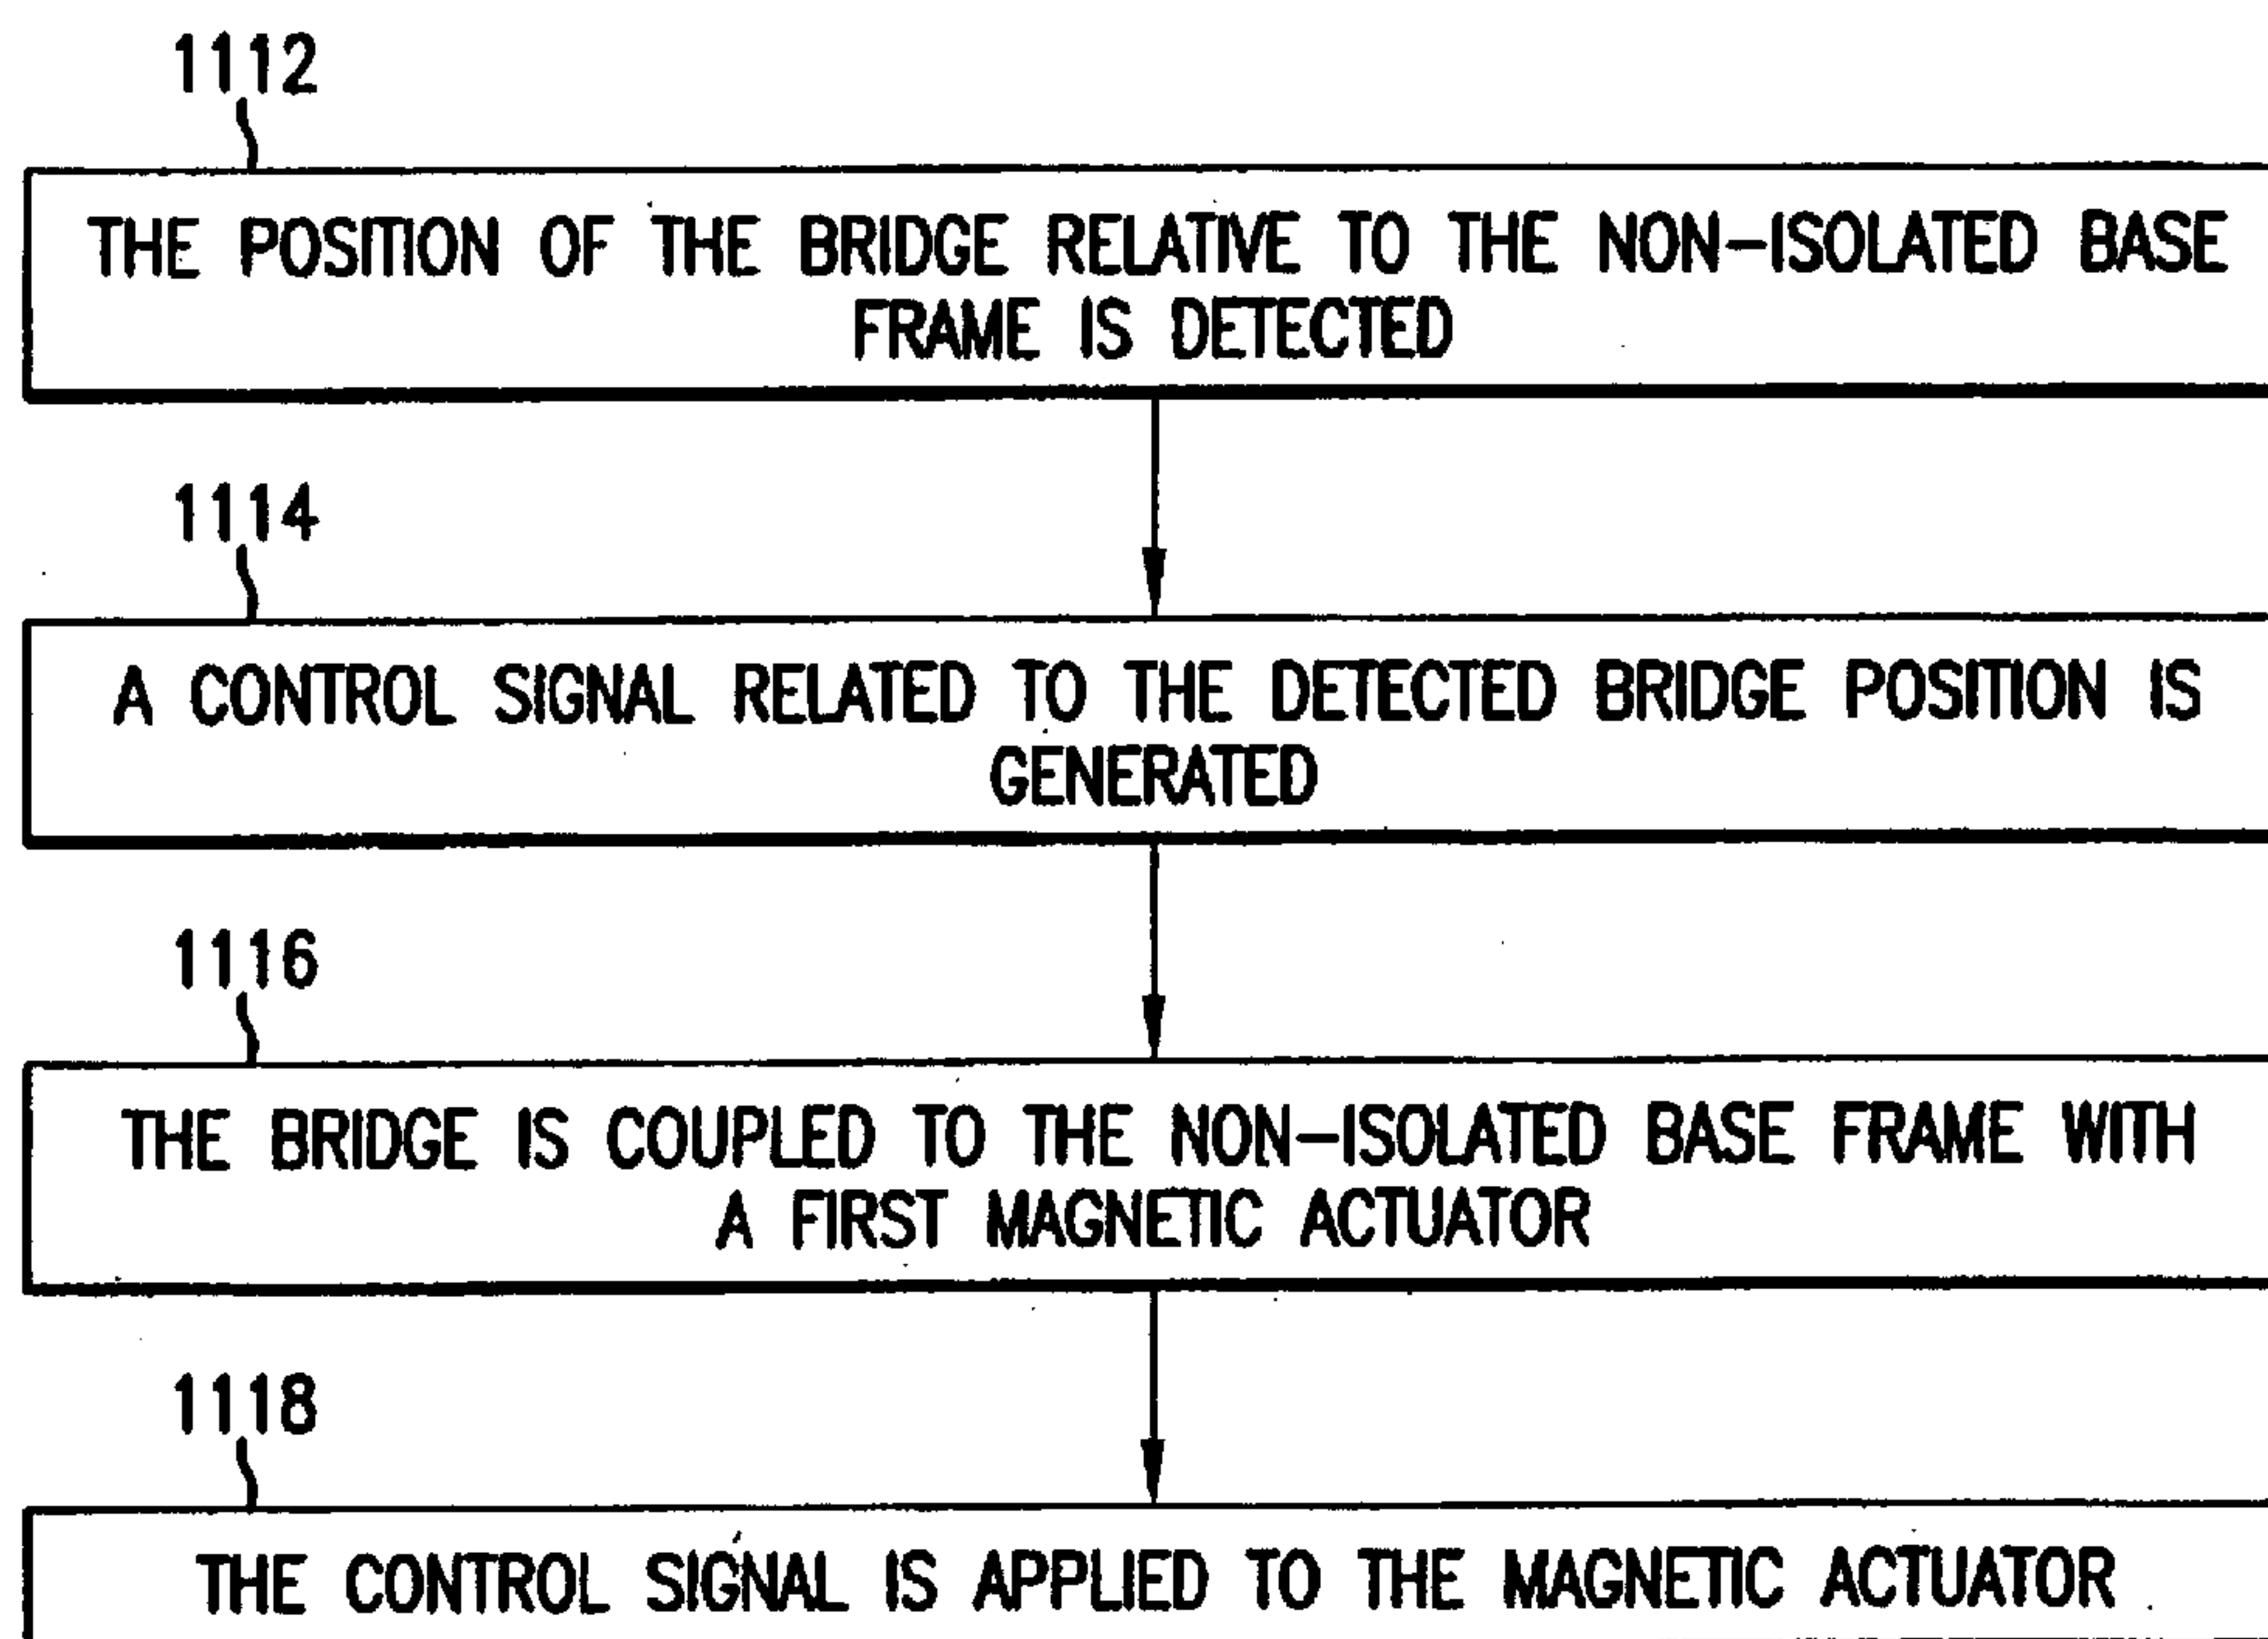 1112
THE POSITION OF THE BRIDGE RELATIVE TO THE NON-ISOLATED BASE
FRAME IS DETECTED
1114
A CONTROL SIGNAL RELATED TO THE DETECTED BRIDGE POSITION IS
GENERATED
1116
THE BRIDGE IS COUPLED TO THE NON-ISOLATED BASE FRAME WITH
A FIRST MAGNETIC ACTUATOR
1118
THE CONTROL SIGNAL IS APPLIED TO THE MAGNETIC ACTUATOR